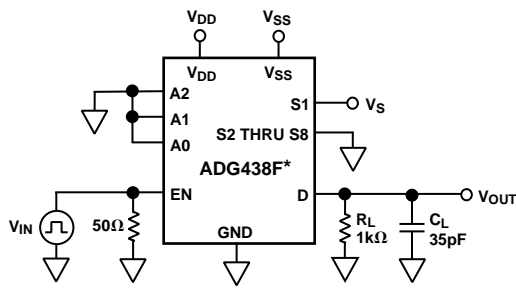 VDD
VSS
VDD
VSS
A2
A1
A0
S1
VS
S2 THRU S8
ADG438F*
EN
D
VOUT
VIN
50Ω
GND
RL
1kΩ
CL
35pF